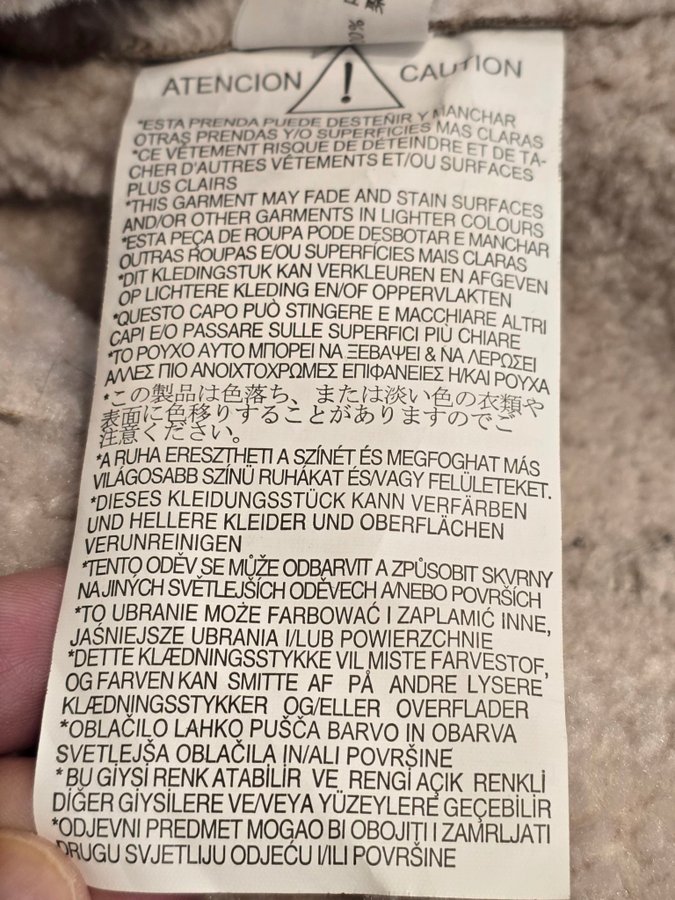 0%
ATENCION ! CAUTION
*ESTA PRENDA PUEDE DESTEÑIR Y MANCHAR
OTRAS PRENDAS Y/O SUPERFICIES MAS CLARAS
*CE VÊTEMENT RISQUE DE DÉTEINDRE ET DE TA-
CHER D'AUTRES VÊTEMENTS ET/OU SURFACES
PLUS CLAIRS
*THIS GARMENT MAY FADE AND STAIN SURFACES
AND/OR OTHER GARMENTS IN LIGHTER COLOURS
*ESTA PEÇA DE ROUPA PODE DESBOTAR E MANCHAR
OUTRAS ROUPAS E/OU SUPERFÍCIES MAIS CLARAS
*DIT KLEDINGSTUK KAN VERKLEUREN EN AFGEVEN
OP LICHTERE KLEDING EN/OF OPPERVLAKTEN
*QUESTO CAPO PUÒ STINGERE E MACCHIARE ALTRI
CAPI E/O PASSARE SULLE SUPERFICI PIÙ CHIARE
*ΤΟ ΡΟΥΧΟ ΑΥΤΟ ΜΠΟΡΕΙ ΝΑ ΞΕΒΑΨΕΙ & ΝΑ ΛΕΡΩΣΕΙ
ΑΛΛΕΣ ΠΙΟ ΑΝΟΙΧΤΟΧΡΩΜΕΣ ΕΠΙΦΑΝΕΙΕΣ Η/ΚΑΙ ΡΟΥΧΑ
*この製品は色落ち、または淡い色の衣類や
表面に色移りすることがありますのでご
注意ください。
*A RUHA ERESZTHETI A SZÍNÉT ÉS MEGFOGHAT MÁS
VILÁGOSABB SZÍNŰ RUHÁKAT ÉS/VAGY FELÜLETEKET.
*DIESES KLEIDUNGSSTÜCK KANN VERFÄRBEN
UND HELLERE KLEIDER UND OBERFLÄCHEN
VERUNREINIGEN
*TENTO ODĚV SE MŮŽE ODBARVIT A ZPŮSOBIT SKVRNY
NA JINÝCH SVĚTLEJŠÍCH ODĚVECH A/NEBO POVRŠÍCH
*TO UBRANIE MOŻE FARBOWAĆ I ZAPLAMIĆ INNE,
JAŚNIEJSZE UBRANIA I/LUB POWIERZCHNIE
*DETTE KLÆDNINGSSTYKKE VIL MISTE FARVESTOF,
OG FARVEN KAN SMITTE AF PÅ ANDRE LYSERE
KLÆDNINGSSTYKKER OG/ELLER OVERFLADER
*OBLAČILO LAHKO PUŠČA BARVO IN OBARVA
SVETLEJŠA OBLAČILA IN/ALI POVRŠINE
*BU GİYSİ RENK ATABİLİR VE RENGİ AÇIK RENKLİ
DİĞER GİYSİLERE VE/VEYA YÜZEYLERE GEÇEBİLİR
*ODJEVNI PREDMET MOGAO BI OBOJITI I ZAMRLJATI
DRUGU SVJETLIJU ODJEĆU I/ILI POVRŠINE